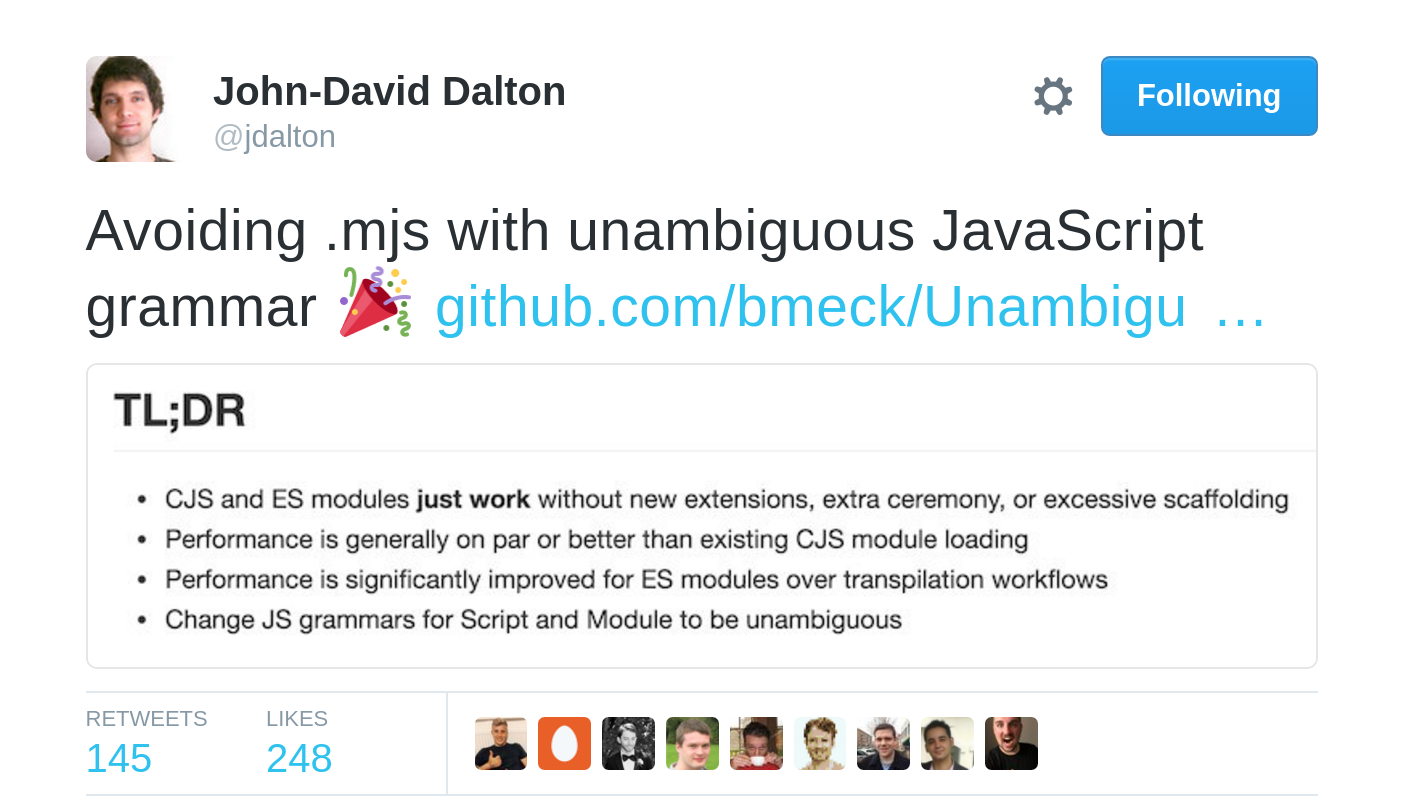 John-David Dalton
@jdalton
Following
Avoiding .mjs with unambiguous JavaScript
grammar 🎉 github.com/bmeck/Unambigu …
TL;DR
• CJS and ES modules just work without new extensions, extra ceremony, or excessive scaffolding
• Performance is generally on par or better than existing CJS module loading
• Performance is significantly improved for ES modules over transpilation workflows
• Change JS grammars for Script and Module to be unambiguous
RETWEETS LIKES
145 248